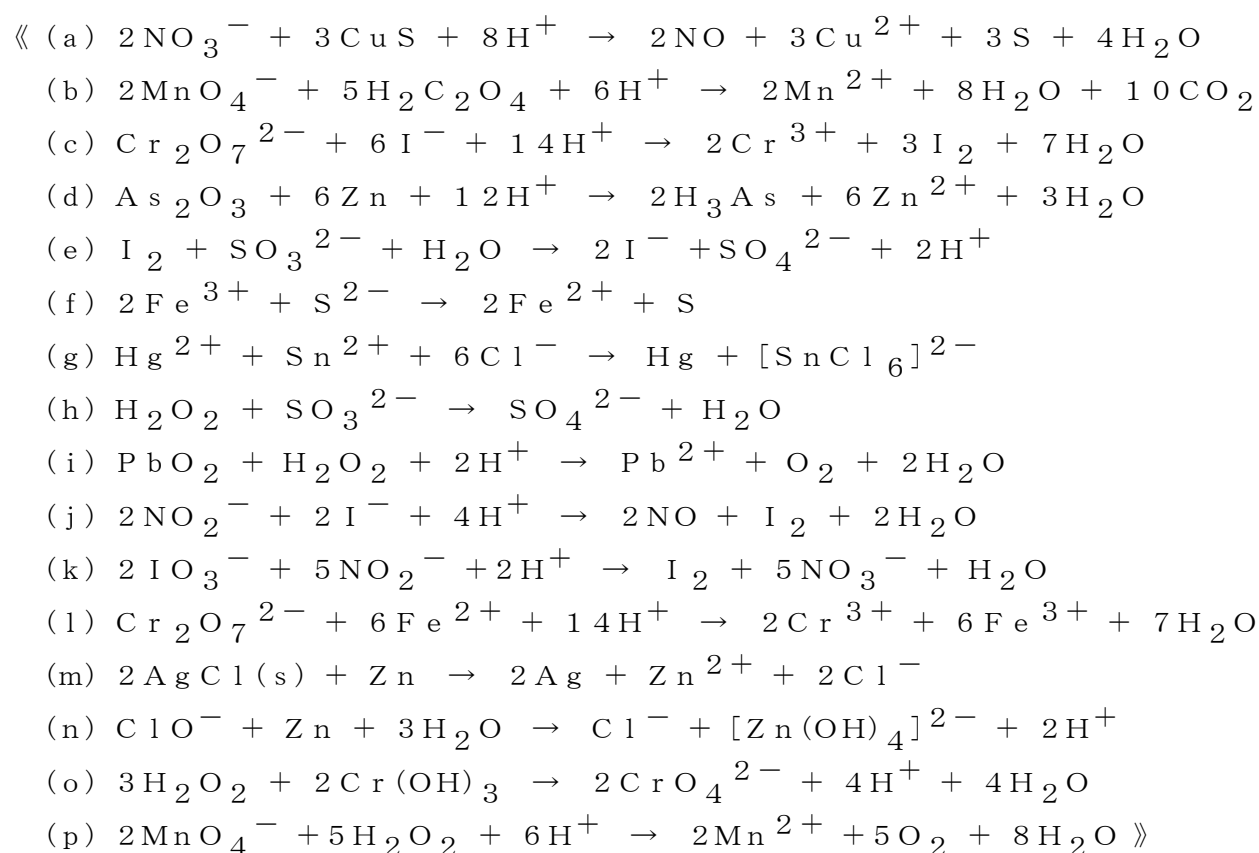 《(a) 2NO₃⁻ + 3CuS + 8H⁺ → 2NO + 3Cu²⁺ + 3S + 4H₂O
(b) 2MnO₄⁻ + 5H₂C₂O₄ + 6H⁺ → 2Mn²⁺ + 8H₂O + 10CO₂
(c) Cr₂O₇²⁻ + 6I⁻ + 14H⁺ → 2Cr³⁺ + 3I₂ + 7H₂O
(d) As₂O₃ + 6Zn + 12H⁺ → 2H₃As + 6Zn²⁺ + 3H₂O
(e) I₂ + SO₃²⁻ + H₂O → 2I⁻ +SO₄²⁻ + 2H⁺
(f) 2Fe³⁺ + S²⁻ → 2Fe²⁺ + S
(g) Hg²⁺ + Sn²⁺ + 6Cl⁻ → Hg + [SnCl₆]²⁻
(h) H₂O₂ + SO₃²⁻ → SO₄²⁻ + H₂O
(i) PbO₂ + H₂O₂ + 2H⁺ → Pb²⁺ + O₂ + 2H₂O
(j) 2NO₂⁻ + 2I⁻ + 4H⁺ → 2NO + I₂ + 2H₂O
(k) 2IO₃⁻ + 5NO₂⁻ +2H⁺ → I₂ + 5NO₃⁻ + H₂O
(l) Cr₂O₇²⁻ + 6Fe²⁺ + 14H⁺ → 2Cr³⁺ + 6Fe³⁺ + 7H₂O
(m) 2AgCl(s) + Zn → 2Ag + Zn²⁺ + 2Cl⁻
(n) ClO⁻ + Zn + 3H₂O → Cl⁻ + [Zn(OH)₄]²⁻ + 2H⁺
(o) 3H₂O₂ + 2Cr(OH)₃ → 2CrO₄²⁻ + 4H⁺ + 4H₂O
(p) 2MnO₄⁻ +5H₂O₂ + 6H⁺ → 2Mn²⁺ +5O₂ + 8H₂O》